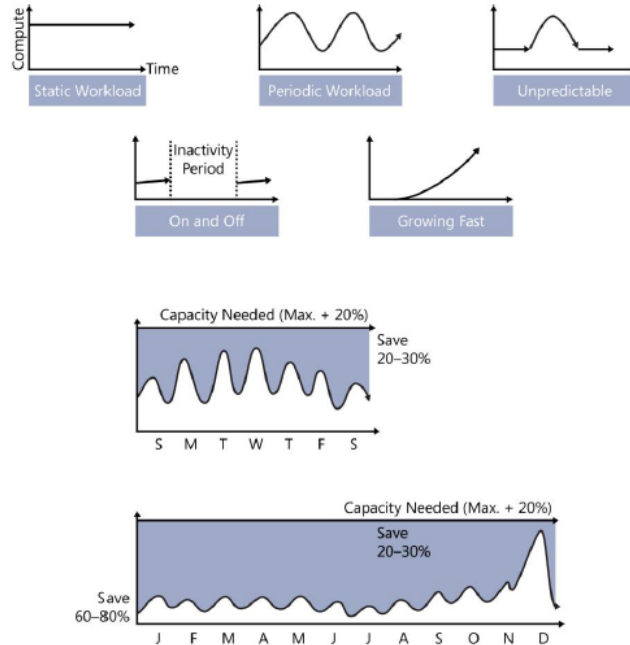 Compute
Time
Static Workload
Periodic Workload
Unpredictable
Inactivity
Period
On and Off
Growing Fast
Capacity Needed (Max. + 20%)
Save
20–30%
S M T W T F S
Capacity Needed (Max. + 20%)
Save
20–30%
Save
60–80%
J F M A M J J A S O N D